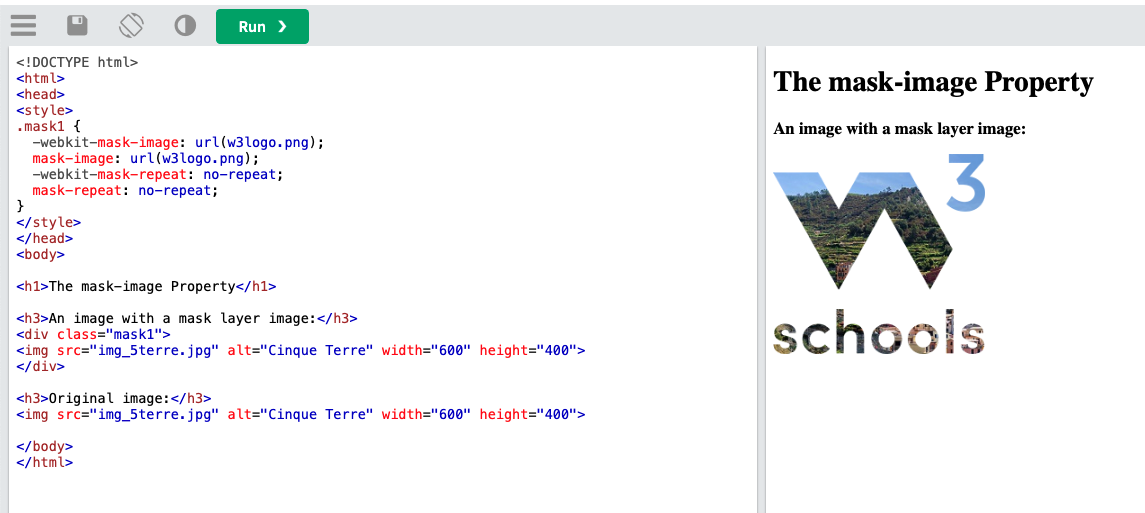 Run ❯
<!DOCTYPE html>
<html>
<head>
<style>
.mask1 {
  -webkit-mask-image: url(w3logo.png);
  mask-image: url(w3logo.png);
  -webkit-mask-repeat: no-repeat;
  mask-repeat: no-repeat;
}
</style>
</head>
<body>

<h1>The mask-image Property</h1>

<h3>An image with a mask layer image:</h3>
<div class="mask1">
<img src="img_5terre.jpg" alt="Cinque Terre" width="600" height="400">
</div>

<h3>Original image:</h3>
<img src="img_5terre.jpg" alt="Cinque Terre" width="600" height="400">

</body>
</html>
The mask-image Property
An image with a mask layer image:
W3
schools